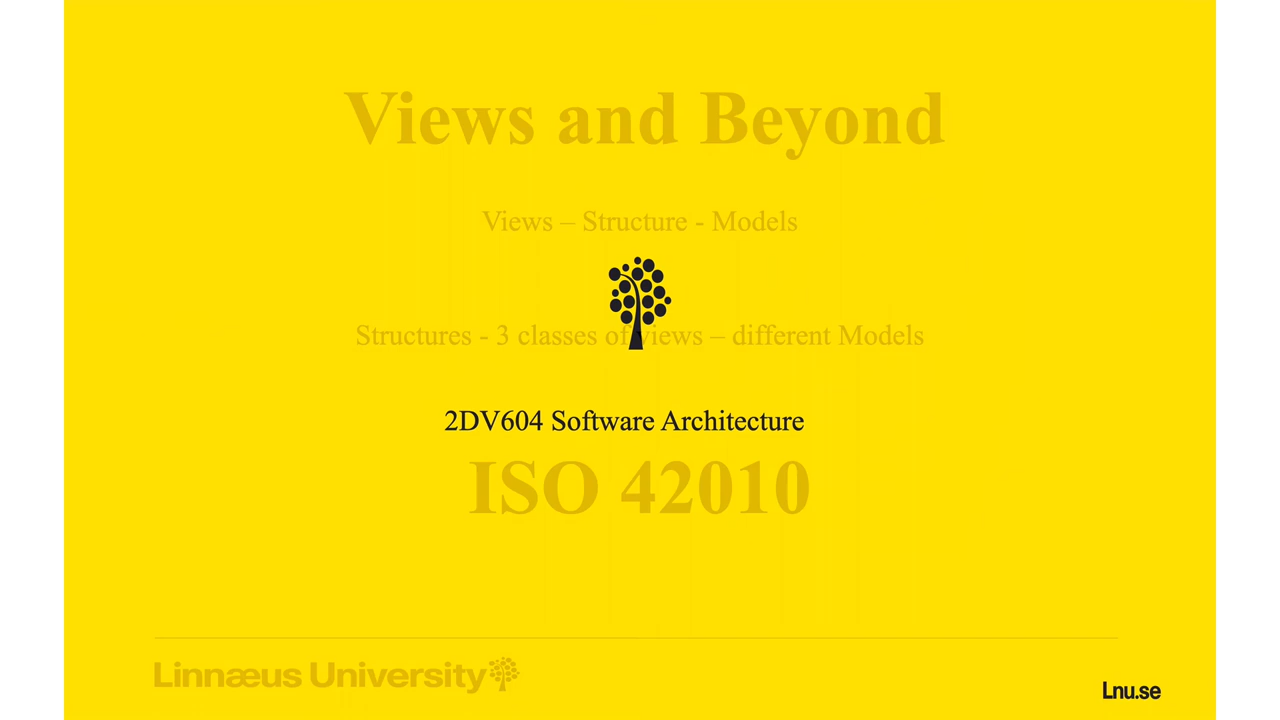 Views and Beyond
Views – Structure - Models
Structures - 3 classes of views – different Models
2DV604 Software Architecture
ISO 42010
Linnæus University
Lnu.se